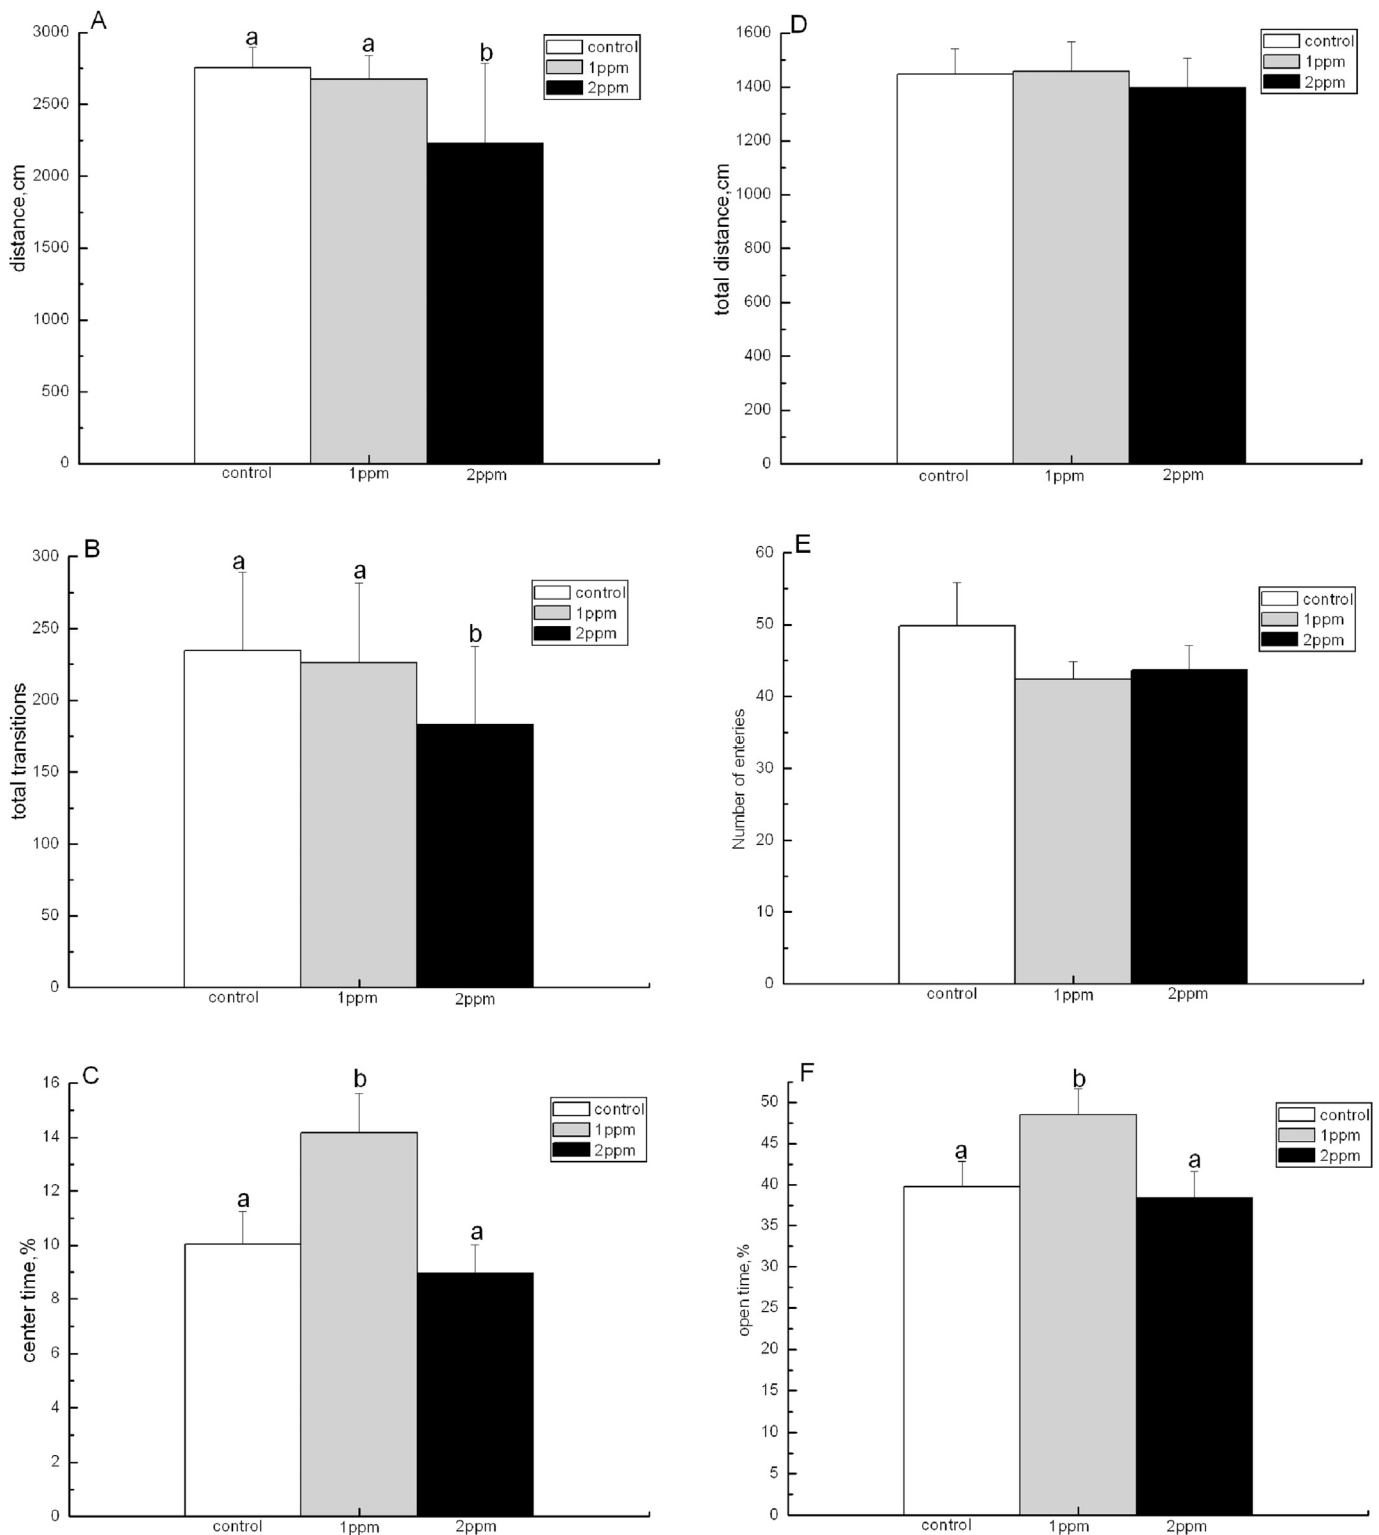 A
3000
2500
2000
1500
1000
500
0
distance,cm
a
a
b
control
1ppm
2ppm
control
1ppm
2ppm
D
1600
1400
1200
1000
800
600
400
200
0
total distance,cm
control
1ppm
2ppm
control
1ppm
2ppm
B
300
250
200
150
100
50
0
total transitions
a
a
b
control
1ppm
2ppm
control
1ppm
2ppm
E
60
50
40
30
20
10
0
Number of enteries
control
1ppm
2ppm
control
1ppm
2ppm
C
16
14
12
10
8
6
4
2
0
center time,%
a
b
a
control
1ppm
2ppm
control
1ppm
2ppm
F
50
45
40
35
30
25
20
15
10
5
0
open time,%
a
b
a
control
1ppm
2ppm
control
1ppm
2ppm